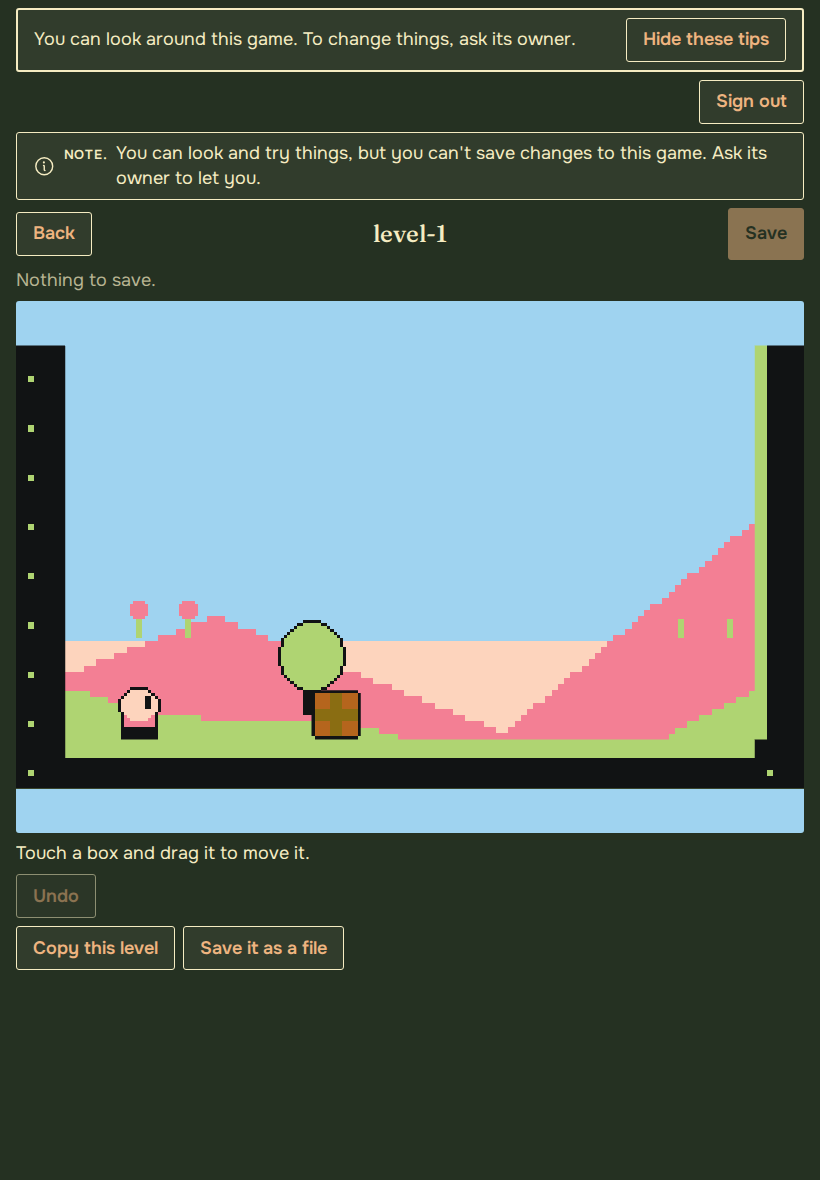 You can look around this game. To change things, ask its owner.
Hide these tips
Sign out
NOTE. You can look and try things, but you can't save changes to this game. Ask its
owner to let you.
Back
level-1
Save
Nothing to save.
Touch a box and drag it to move it.
Undo
Copy this level
Save it as a file